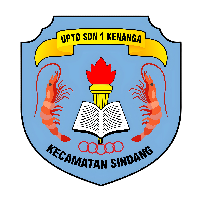 UPTD SDN 1 KENANGA
KECAMATAN SINDANG